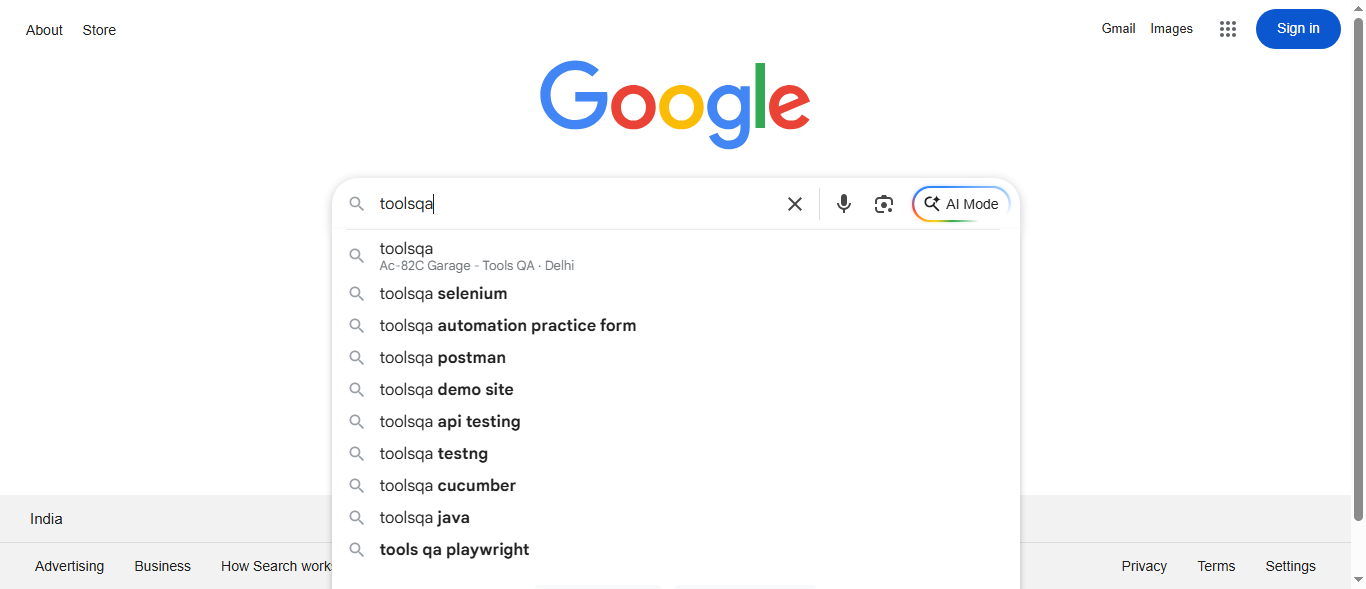 About Store
Gmail Images Sign in
Google
toolsqa
AI Mode
toolsqa
Ac-82C Garage - Tools QA · Delhi
toolsqa selenium
toolsqa automation practice form
toolsqa postman
toolsqa demo site
toolsqa api testing
toolsqa testng
toolsqa cucumber
toolsqa java
tools qa playwright
India
Advertising Business How Search work
Privacy Terms Settings